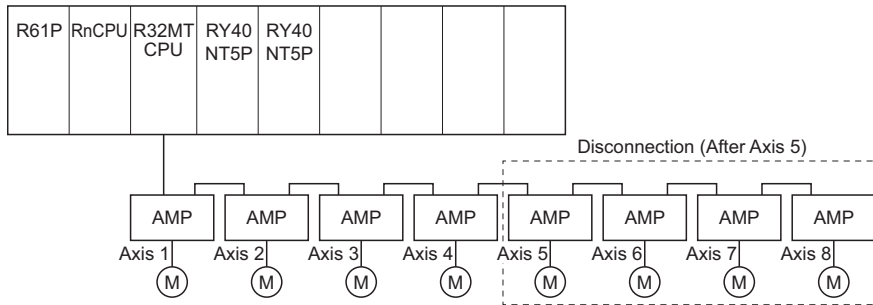 R61P RnCPU R32MT CPU RY40 NT5P RY40 NT5P
Disconnection (After Axis 5)
AMP AMP AMP AMP AMP AMP AMP AMP
Axis 1 Axis 2 Axis 3 Axis 4 Axis 5 Axis 6 Axis 7 Axis 8
M M M M M M M M